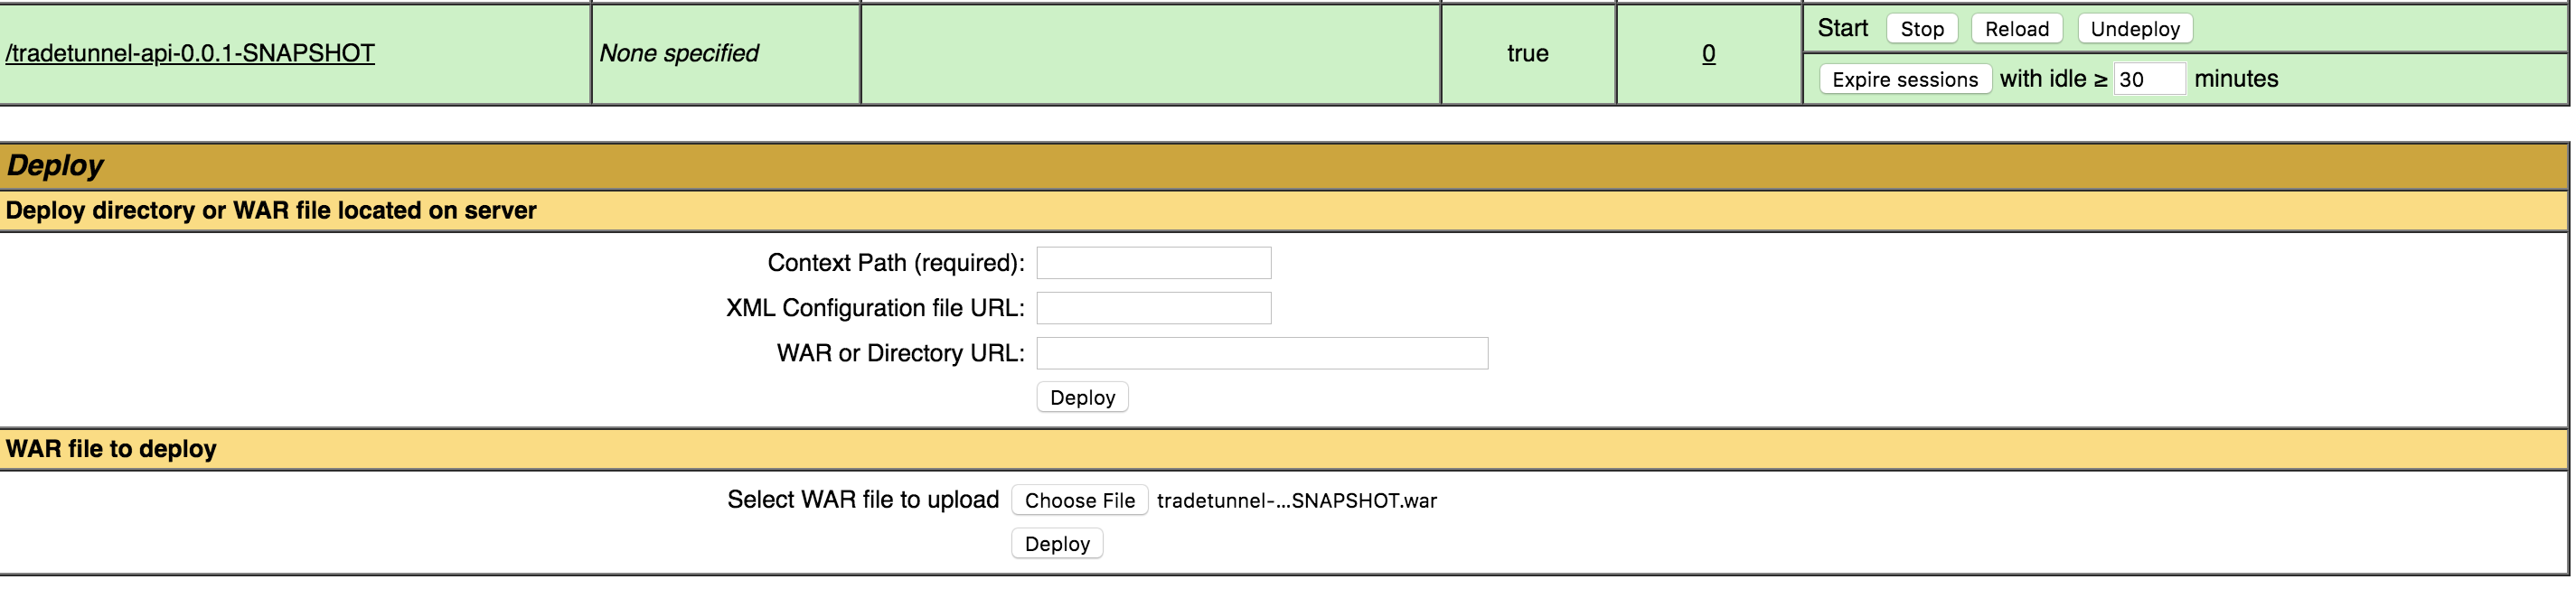 /tradetunnel-api-0.0.1-SNAPSHOT None specified true 0 Start Stop Reload Undeploy
Expire sessions with idle ≥ 30 minutes
Deploy
Deploy directory or WAR file located on server
Context Path (required):
XML Configuration file URL:
WAR or Directory URL:
Deploy
WAR file to deploy
Select WAR file to upload Choose File tradetunnel-...SNAPSHOT.war
Deploy